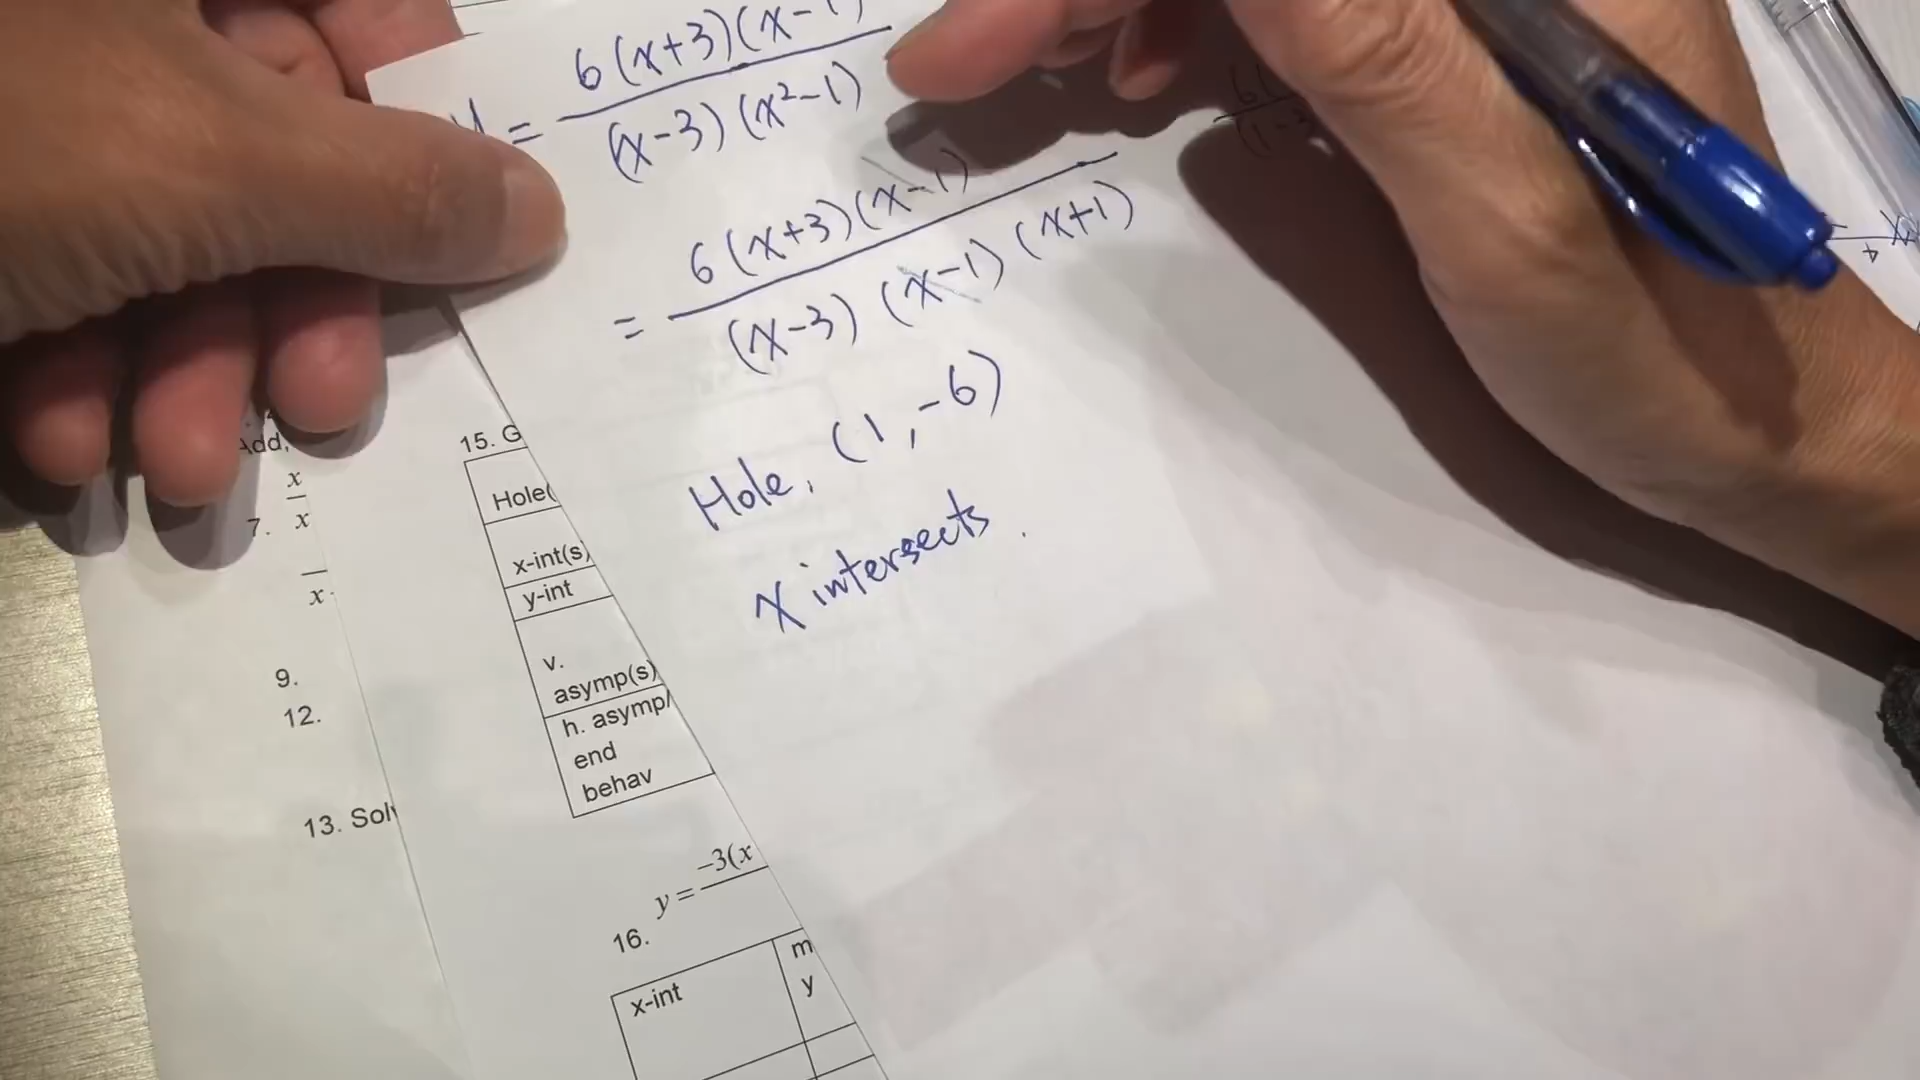 6(x+3)(x-1)
=
(x-3)(x²-1)
6(x+3)(x-1)
=
(x-3)(x-1)(x+1)
Hole. (1,-6)
x intersects.
Add,
x
7. x
x
9.
12.
13. Sol
15. G
Hole(
x-int(s)
y-int
v.
asymp(s)
h. asymp/
end
behav
-3(x
y =
16.
x-int
m
y